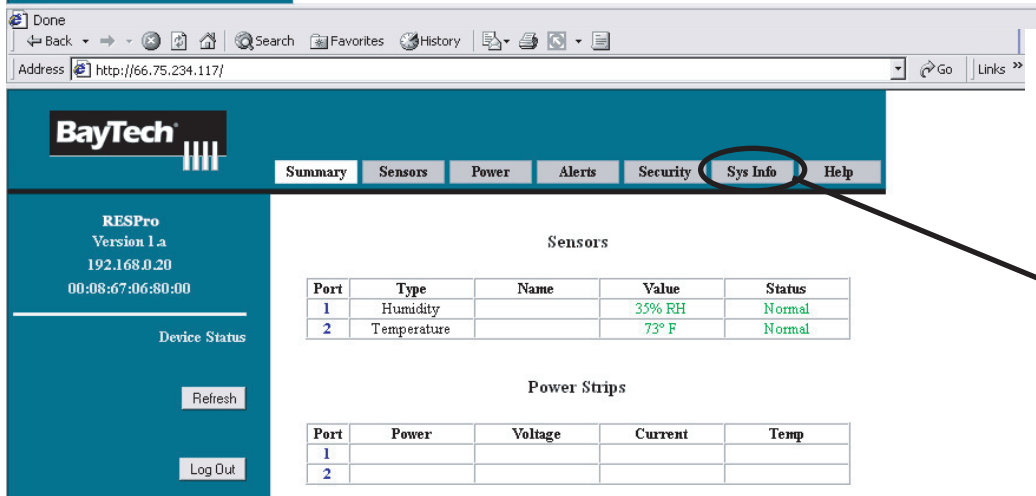 Done
Back Search Favorites History
Address http://66.75.234.117/ Go Links »
BayTech
Summary Sensors Power Alerts Security Sys Info Help
RESPro
Version 1.a
192.168.0.20
00:08:67:06:80:00
Device Status
Refresh
Log Out
Sensors
Port Type Name Value Status
1 Humidity 35% RH Normal
2 Temperature 73° F Normal
Power Strips
Port Power Voltage Current Temp
1
2